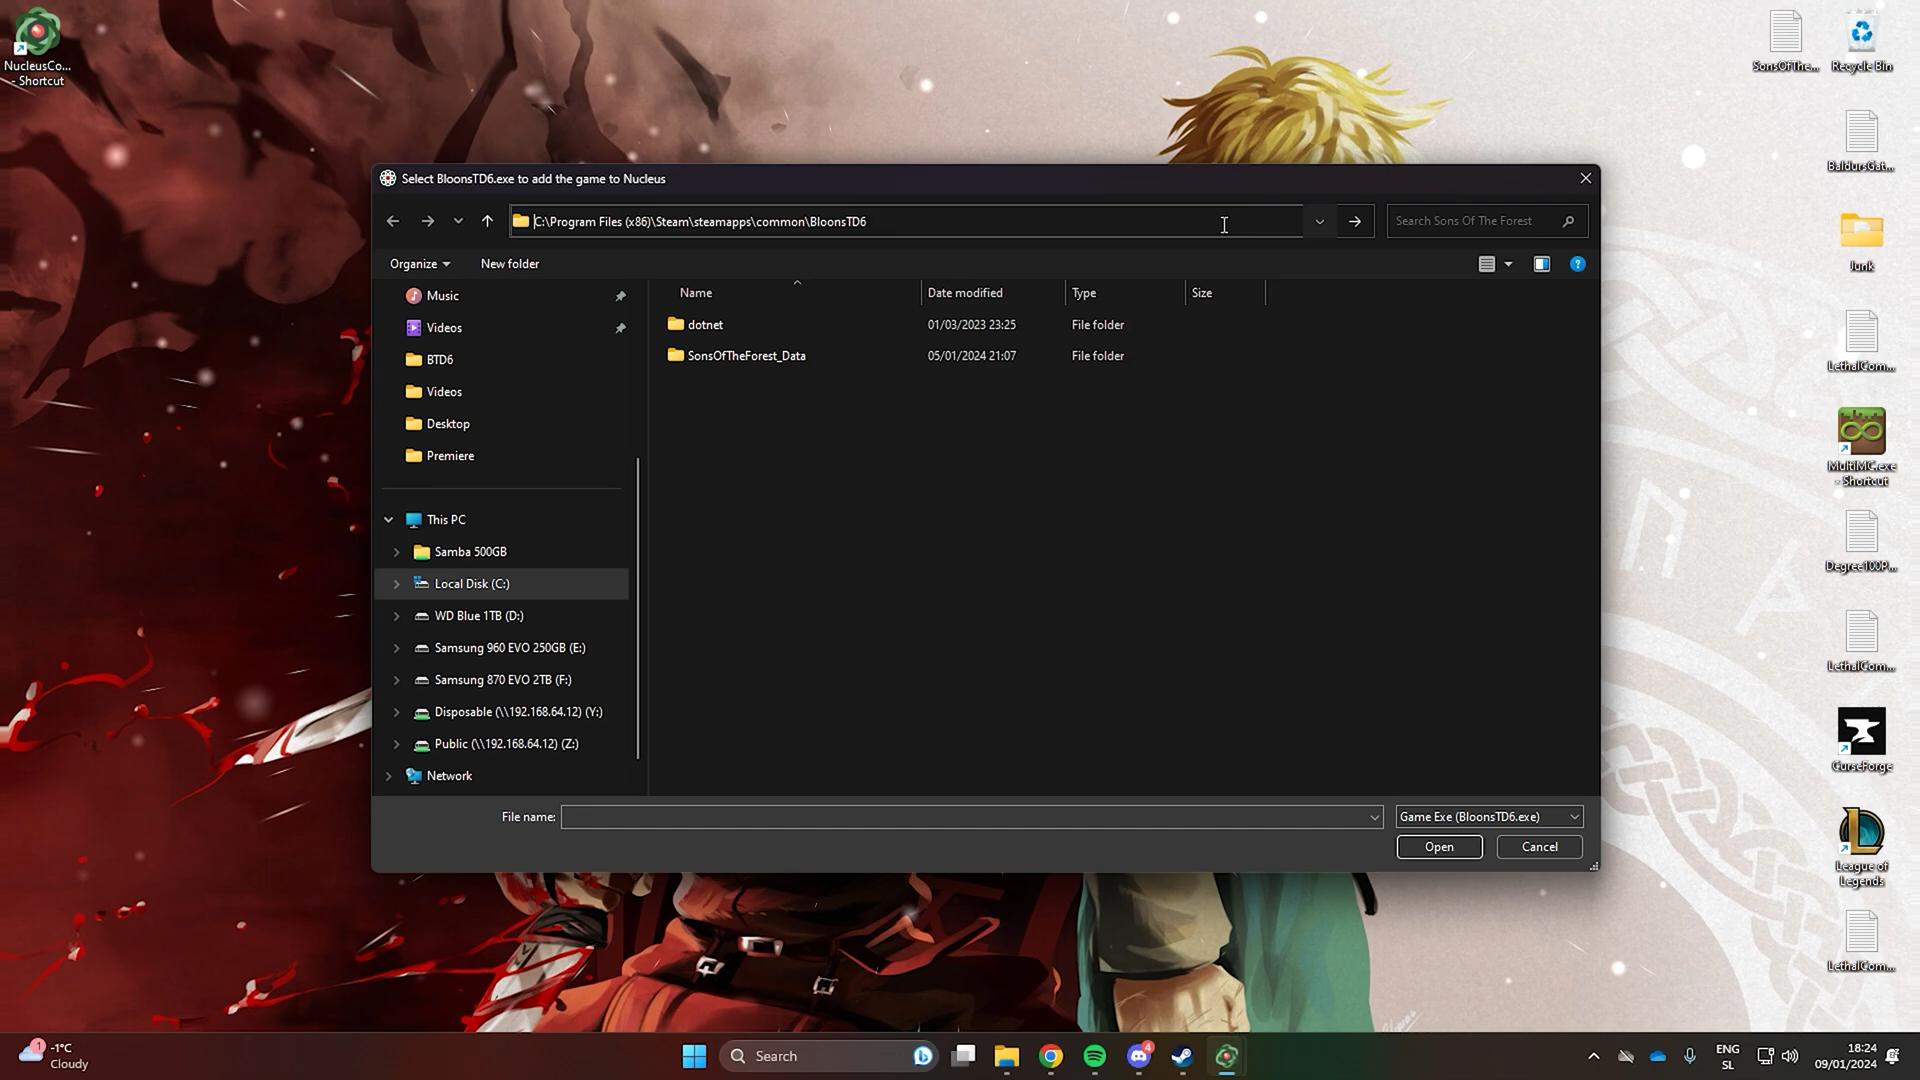 NucleusCo...
- Shortcut
SonsOfThe...
Recycle Bin
BaldursGat...
Junk
LethalCom...
MultiMC.exe
- Shortcut
Degree100P...
LethalCom...
CurseForge
League of
Legends
LethalCom...
Select BloonsTD6.exe to add the game to Nucleus
C:\Program Files (x86)\Steam\steamapps\common\BloonsTD6
Search Sons Of The Forest
Organize
New folder
Name
Date modified
Type
Size
dotnet
01/03/2023 23:25
File folder
SonsOfTheForest_Data
05/01/2024 21:07
File folder
Music
Videos
BTD6
Videos
Desktop
Premiere
This PC
Samba 500GB
Local Disk (C:)
WD Blue 1TB (D:)
Samsung 960 EVO 250GB (E:)
Samsung 870 EVO 2TB (F:)
Disposable (\\192.168.64.12) (Y:)
Public (\\192.168.64.12) (Z:)
Network
File name:
Game Exe (BloonsTD6.exe)
Open
Cancel
1
-1°C
Cloudy
Search
4
ENG
SL
18:24
09/01/2024